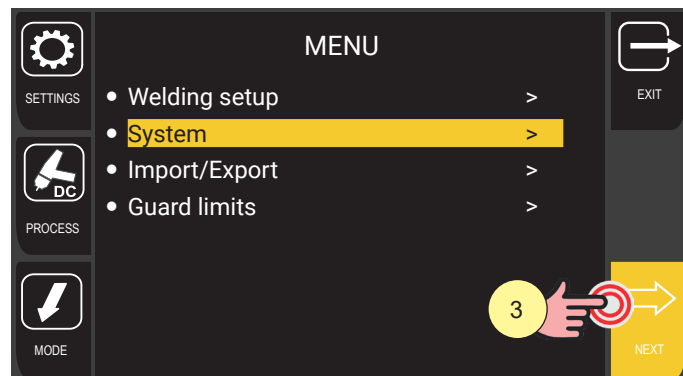 MENU
SETTINGS
EXIT
Welding setup >
System >
Import/Export >
Guard limits >
DC
PROCESS
3
MODE
NEXT